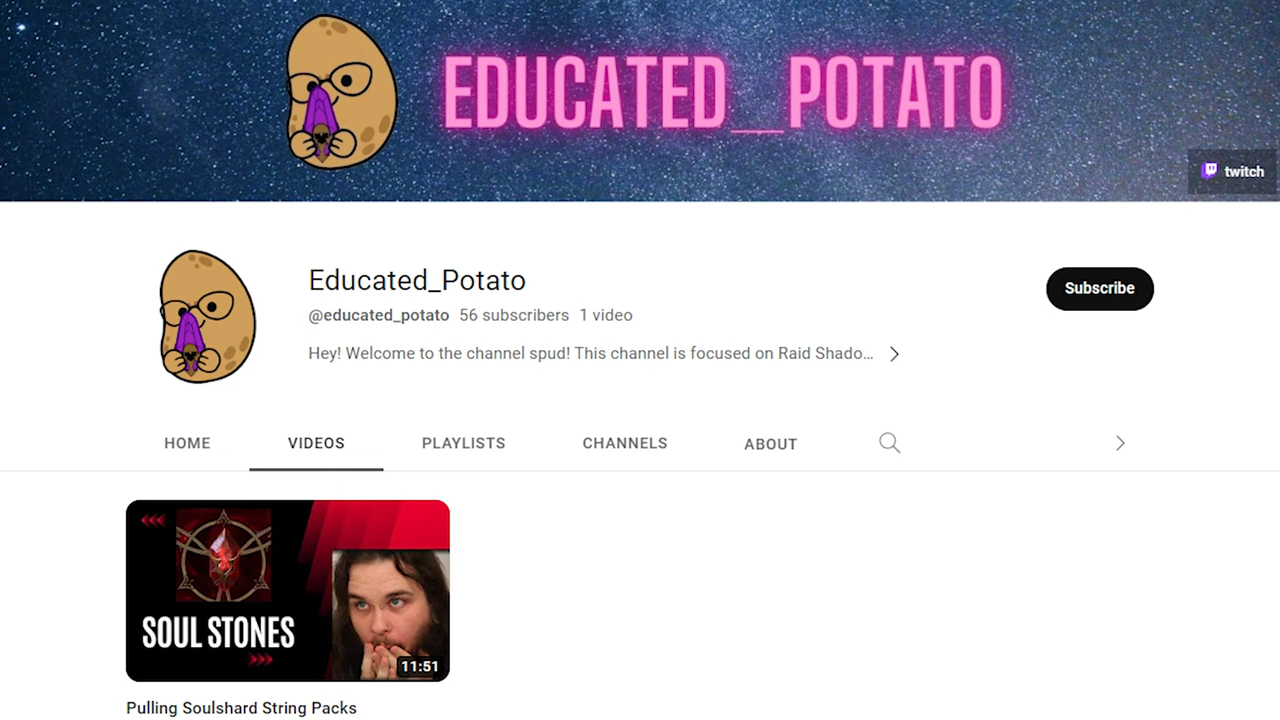 EDUCATED__POTATO
twitch
Educated_Potato
Subscribe
@educated_potato 56 subscribers 1 video
Hey! Welcome to the channel spud! This channel is focused on Raid Shado...
HOME VIDEOS PLAYLISTS CHANNELS ABOUT
SOUL STONES
11:51
Pulling Soulshard String Packs